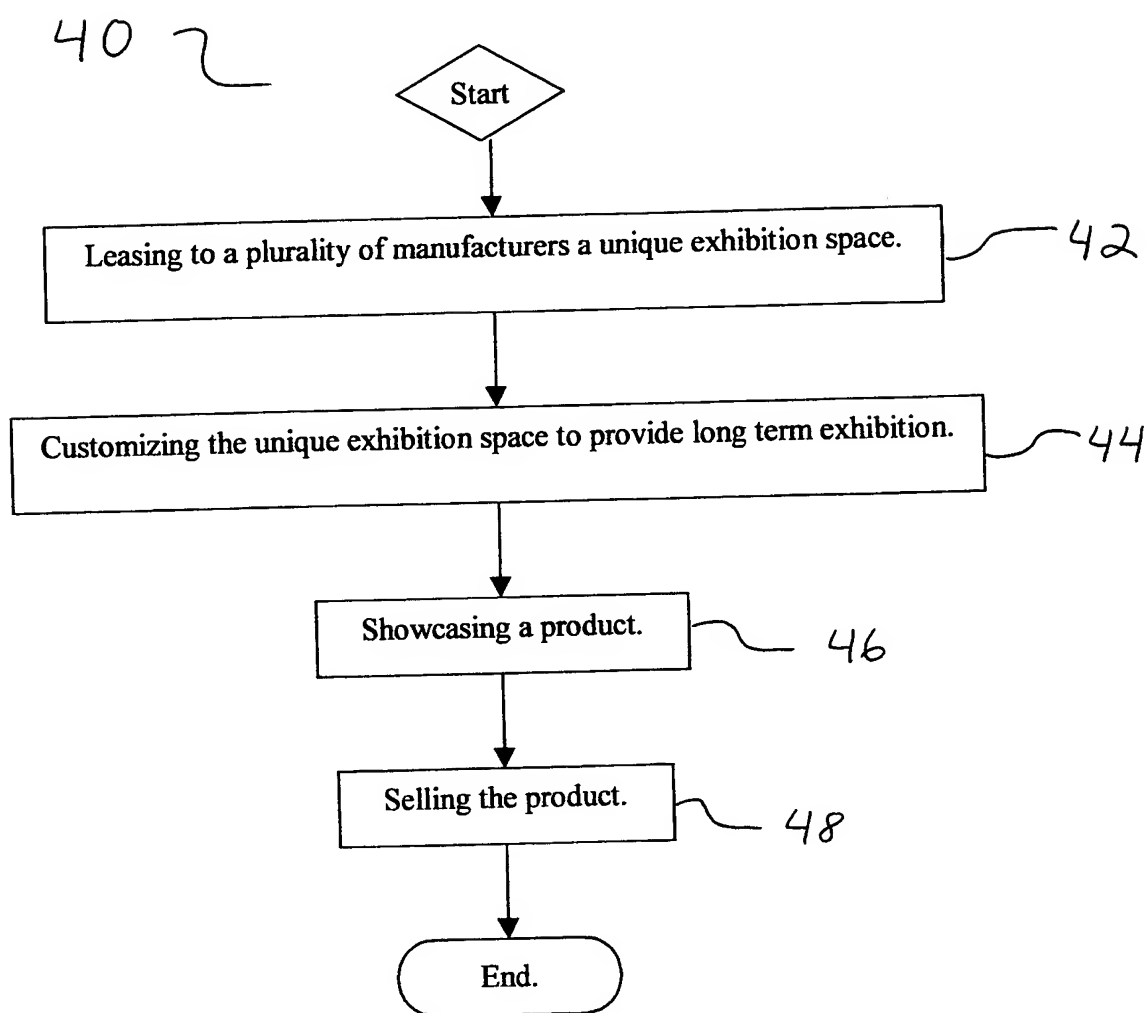 40
Start
Leasing to a plurality of manufacturers a unique exhibition space.
42
Customizing the unique exhibition space to provide long term exhibition.
44
Showcasing a product.
46
Selling the product.
48
End.